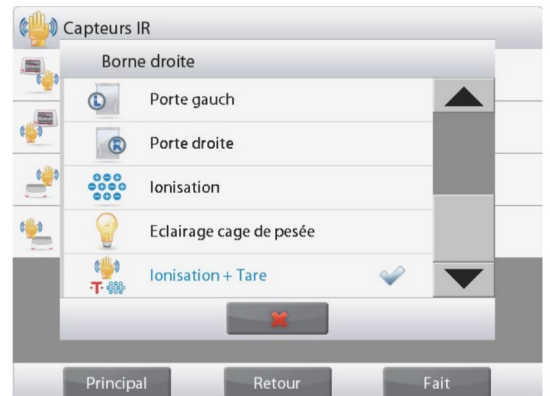 Capteurs IR
Borne droite
L Porte gauch
R Porte droite
Ionisation
Eclairage cage de pesée
-T- Ionisation + Tare
Principal Retour Fait